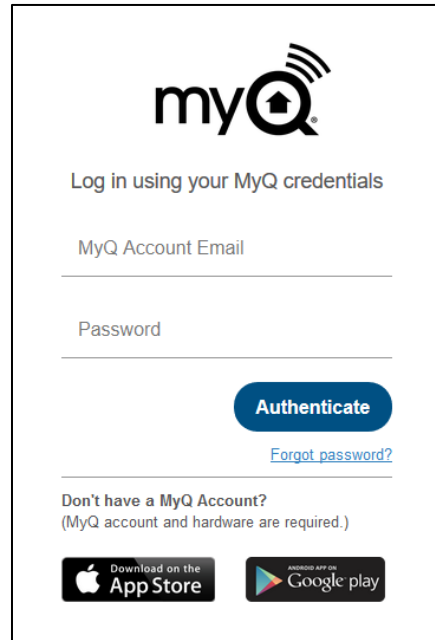 myQ
Log in using your MyQ credentials
MyQ Account Email
Password
Authenticate
Forgot password?
Don't have a MyQ Account?
(MyQ account and hardware are required.)
Download on the
App Store
ANDROID APP ON
Google play